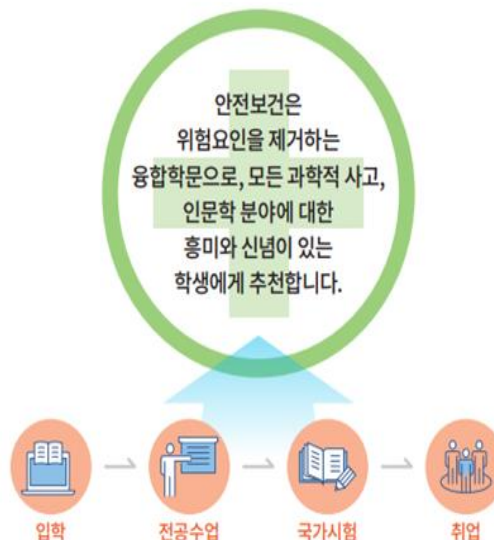 안전보건은
위험요인을 제거하는
융합학문으로, 모든 과학적 사고,
인문학 분야에 대한
흥미와 신념이 있는
학생에게 추천합니다.
입학
전공수업
국가시험
취업